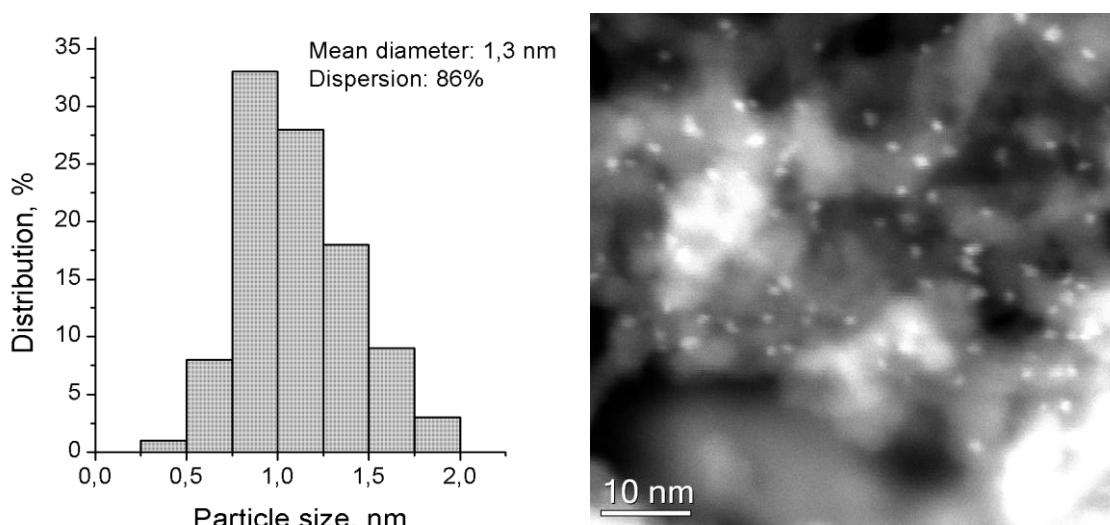 35
30
25
20
15
10
5
0
Distribution, %
Mean diameter: 1,3 nm
Dispersion: 86%
0,0 0,5 1,0 1,5 2,0
Particle size, nm
10 nm